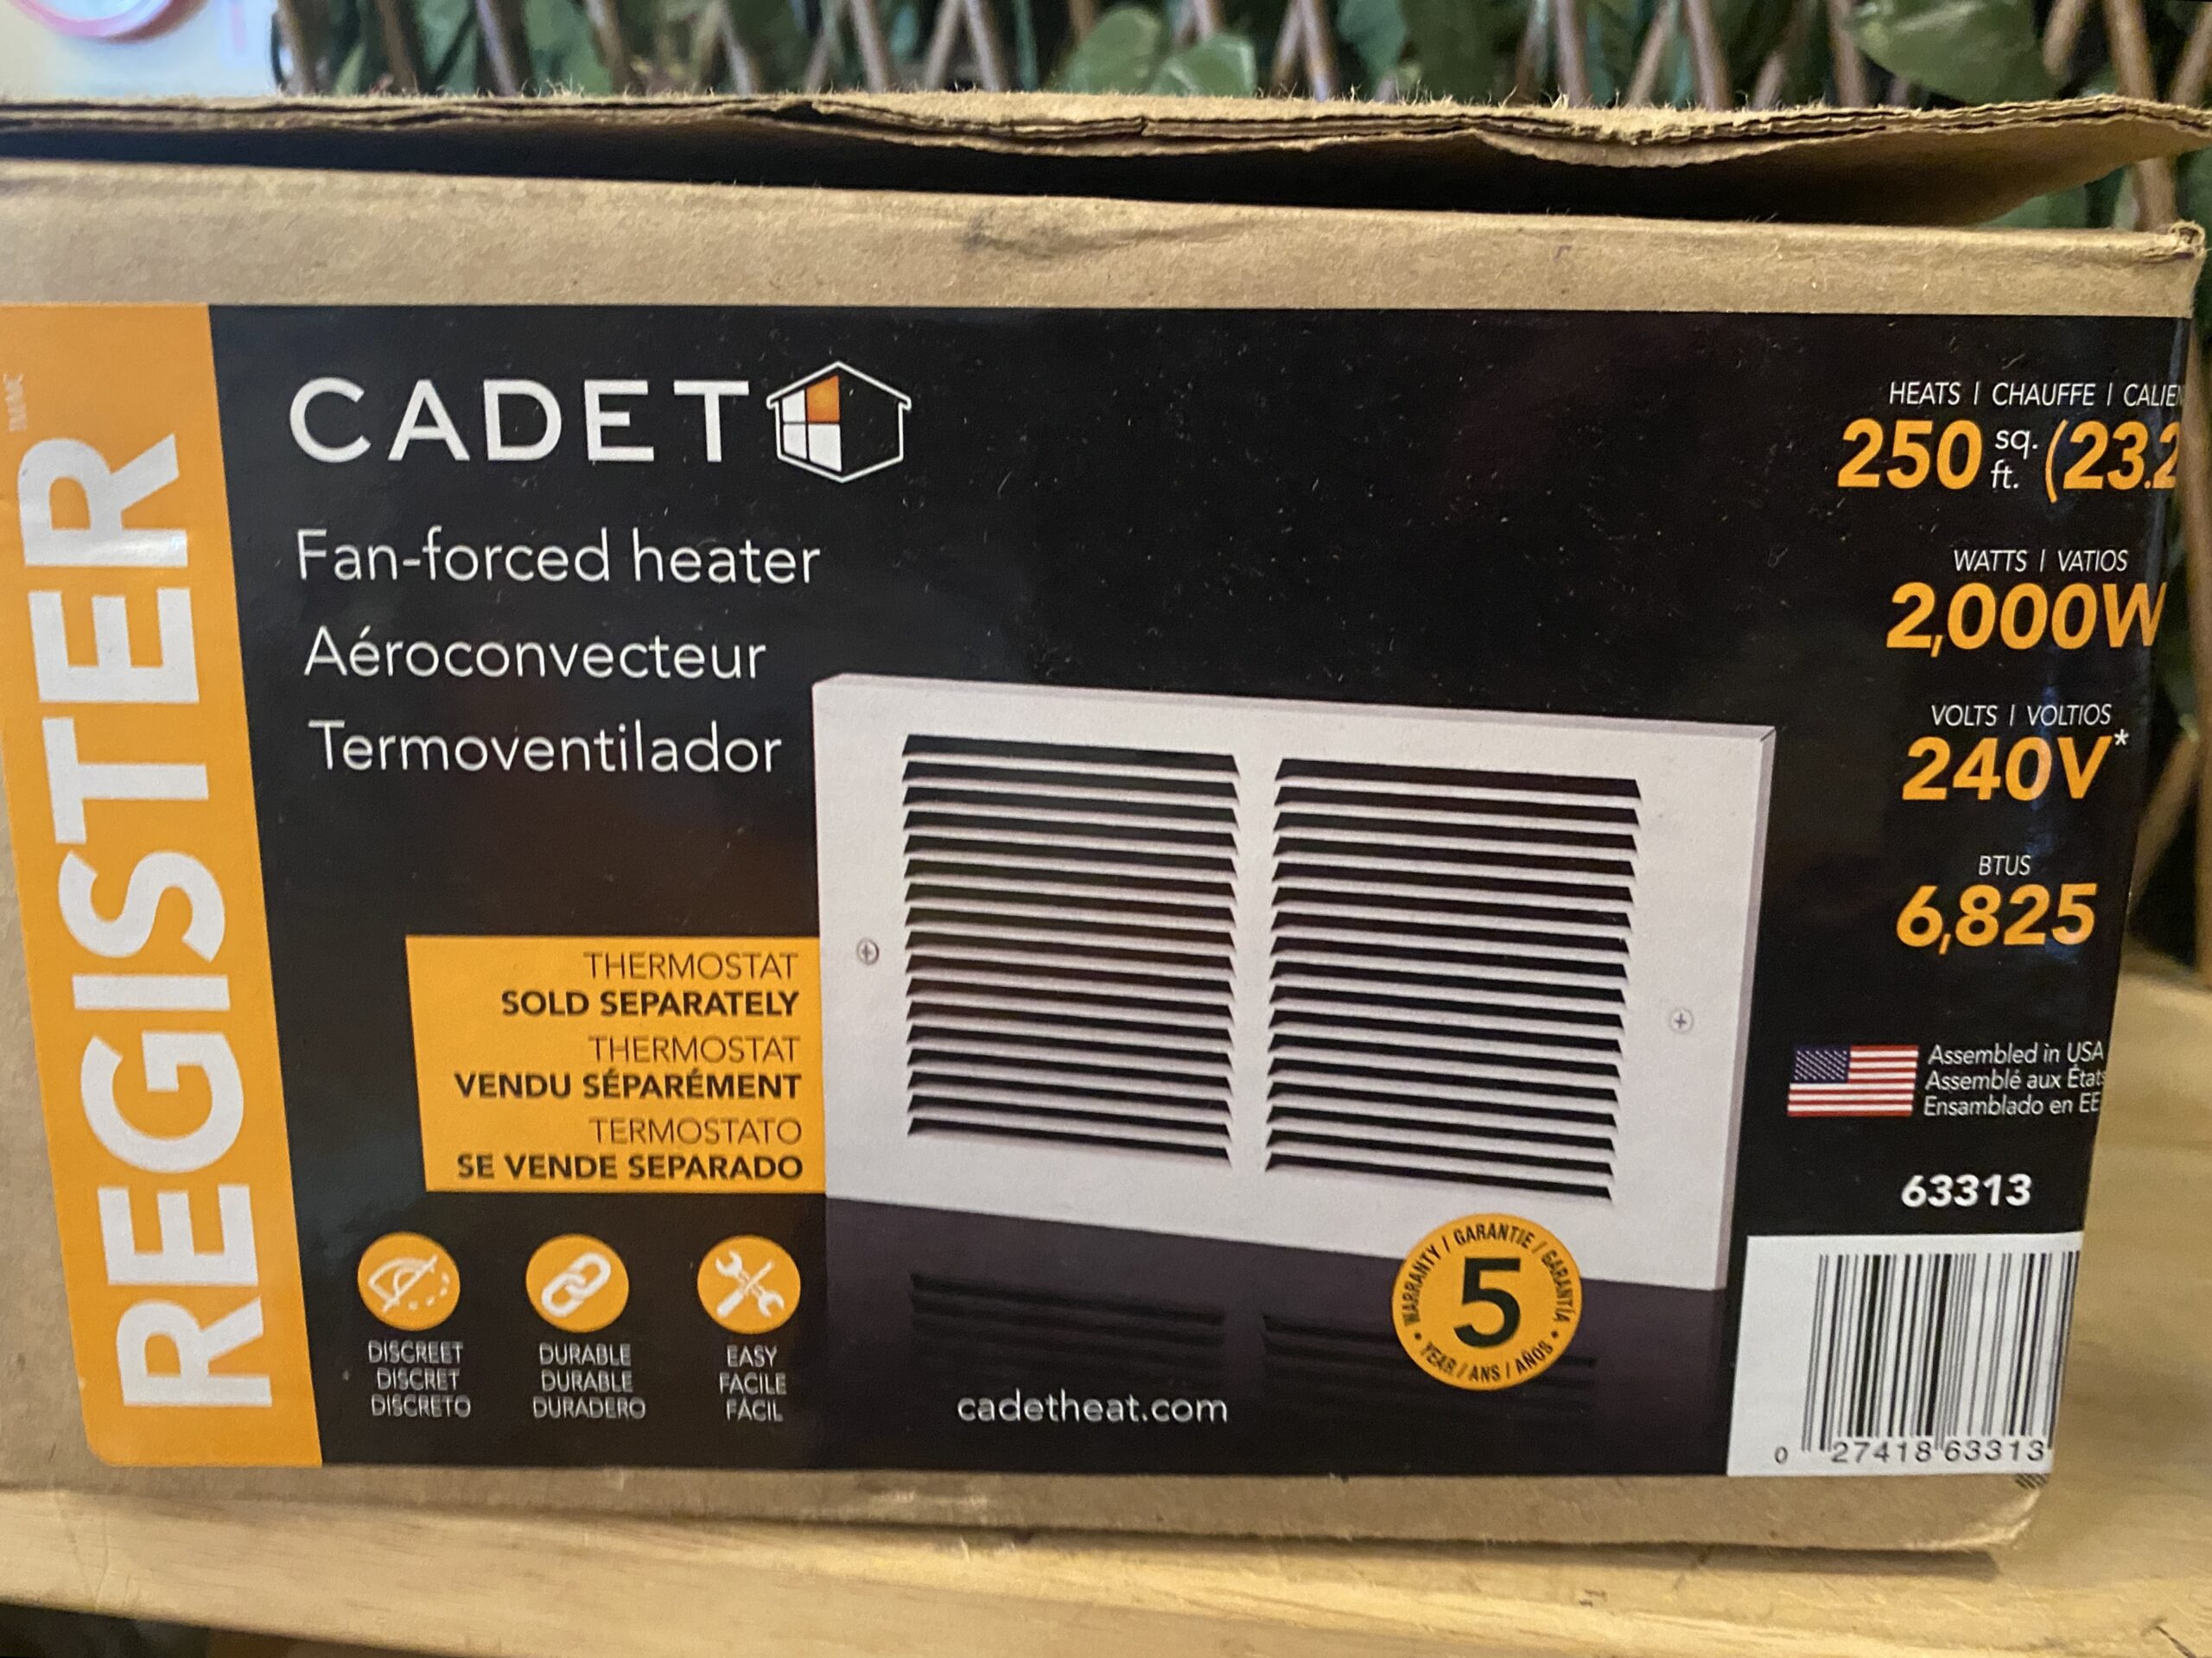 REGISTER
CADET
Fan-forced heater
Aéroconvecteur
Termoventilador
THERMOSTAT
SOLD SEPARATELY
THERMOSTAT
VENDU SÉPARÉMENT
TERMOSTATO
SE VENDE SEPARADO
DISCREET
DISCRET
DISCRETO
DURABLE
DURABLE
DURADERO
EASY
FACILE
FÁCIL
cadetheat.com
WARRANTY / GARANTIE / GARANTÍA
5
YEAR / ANS / AÑOS
HEATS | CHAUFFE | CALIEN
250 sq. ft. (23.2
WATTS | VATIOS
2,000W
VOLTS | VOLTIOS
240V*
BTUS
6,825
Assembled in USA
Assemblé aux États
Ensamblado en EE
63313
0 27418 63313